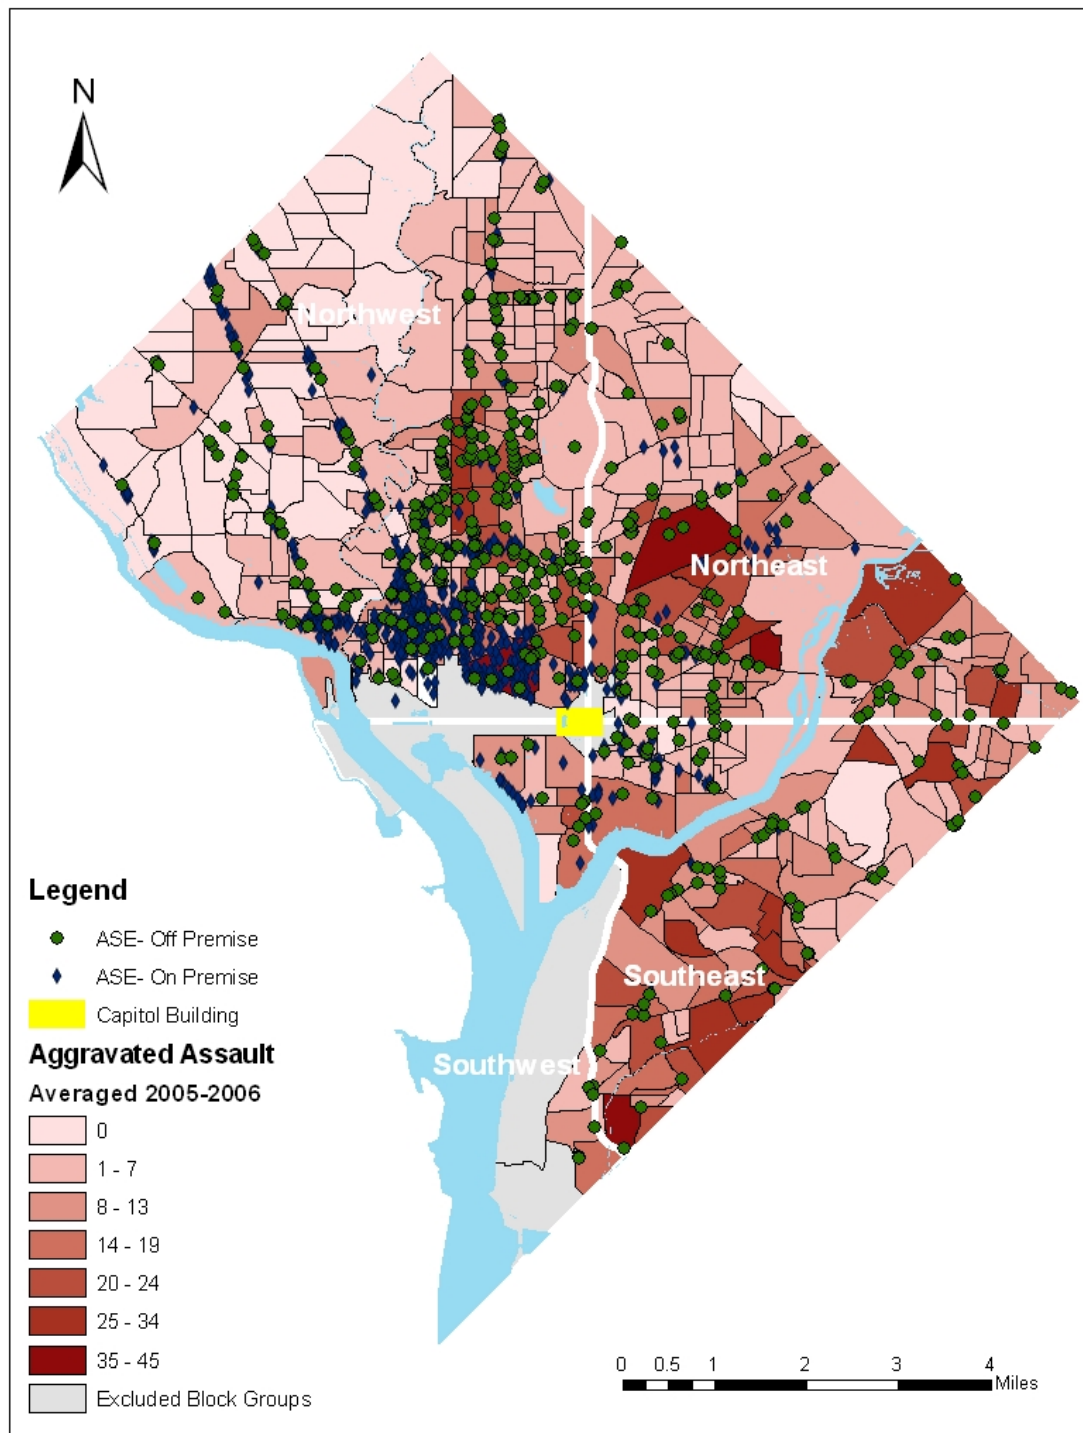 N
Northwest
Northeast
Legend
ASE- Off Premise
ASE- On Premise
Southeast
Capitol Building
Aggravated Assault
Southwest
Averaged 2005-2006
0
1 - 7
8 - 13
14 - 19
20 - 24
25 - 34
35 - 45
0 0.5 1 2 3 4
Miles
Excluded Block Groups